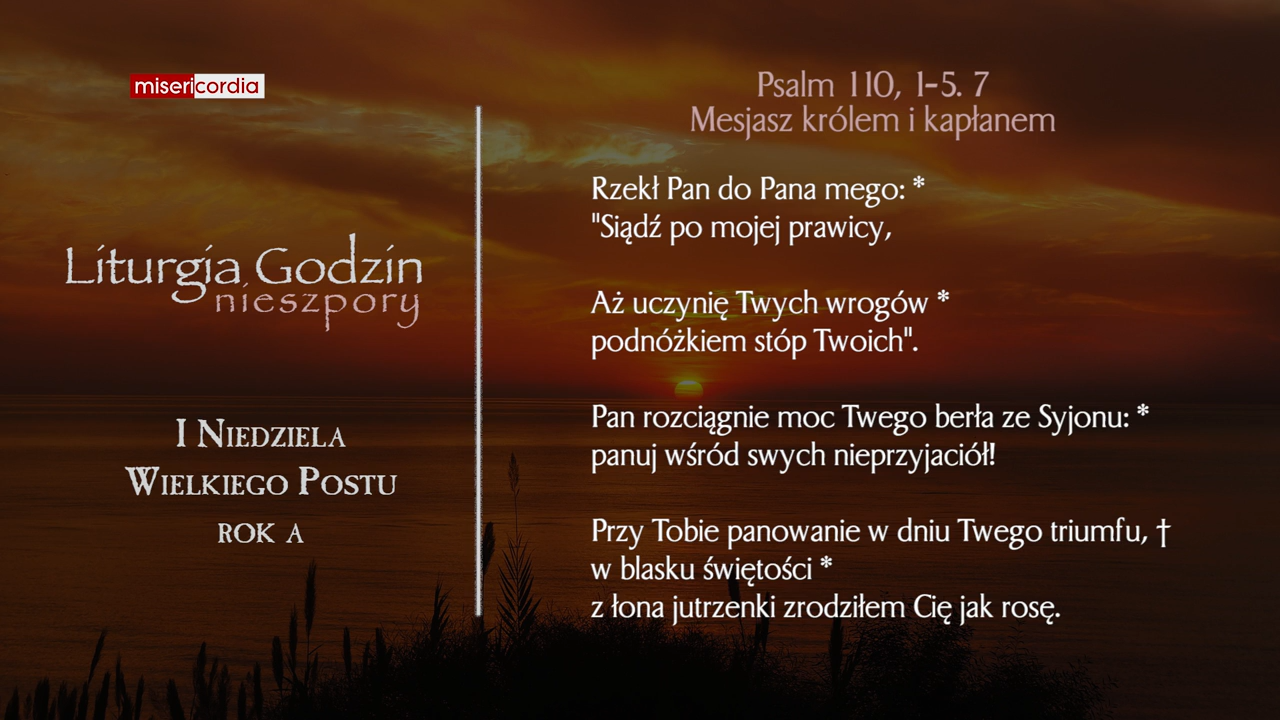 misericordia
Liturgia Godzin
nieszpory
I Niedziela
Wielkiego Postu
rok A
Psalm 110, 1-5. 7
Mesjasz królem i kapłanem
Rzekł Pan do Pana mego: *
"Siądź po mojej prawicy,
Aż uczynię Twych wrogów *
podnóżkiem stóp Twoich".
Pan rozciągnie moc Twego berła ze Syjonu: *
panuj wśród swych nieprzyjaciół!
Przy Tobie panowanie w dniu Twego triumfu, †
w blasku świętości *
z łona jutrzenki zrodziłem Cię jak rosę.